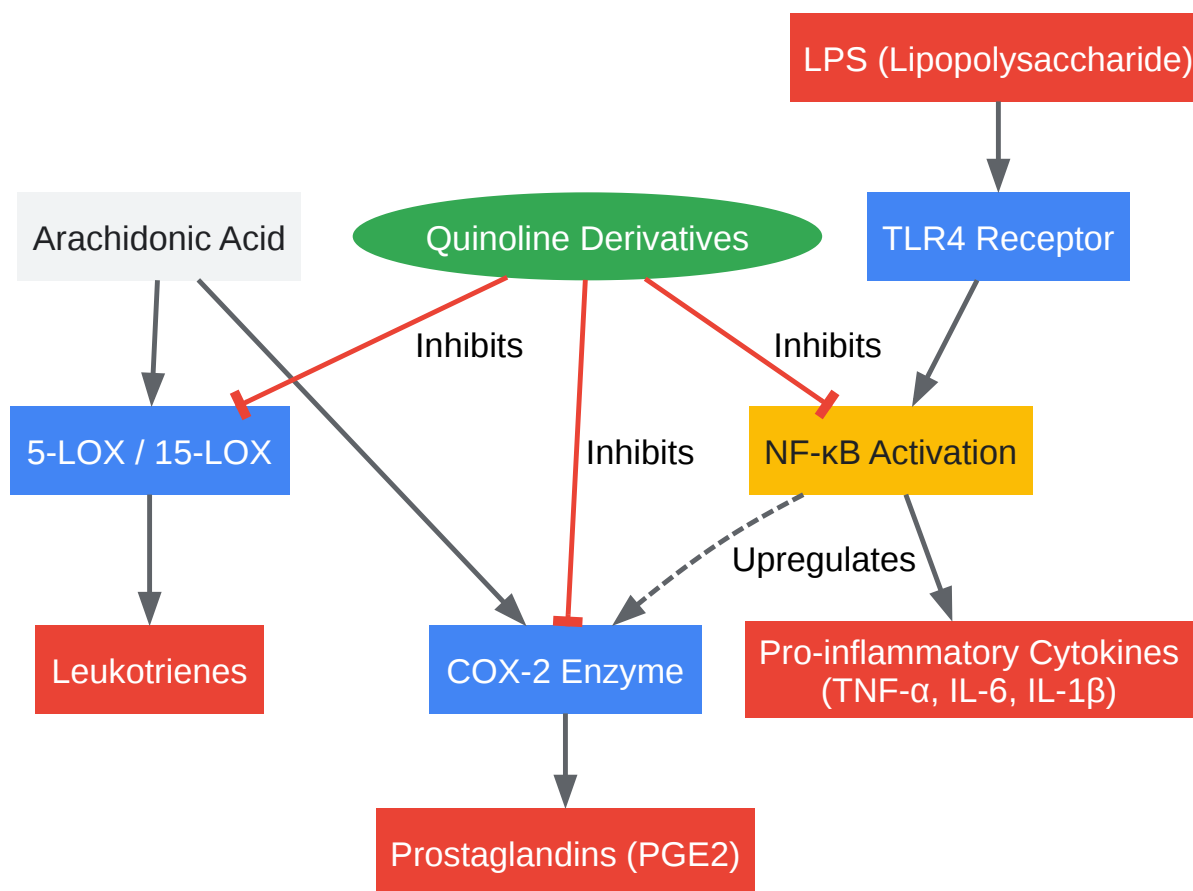 LPS (Lipopolysaccharide)
Arachidonic Acid
Quinoline Derivatives
TLR4 Receptor
Inhibits
Inhibits
5-LOX / 15-LOX
Inhibits
NF-κB Activation
Upregulates
Leukotrienes
COX-2 Enzyme
Pro-inflammatory Cytokines
(TNF-α, IL-6, IL-1β)
Prostaglandins (PGE2)